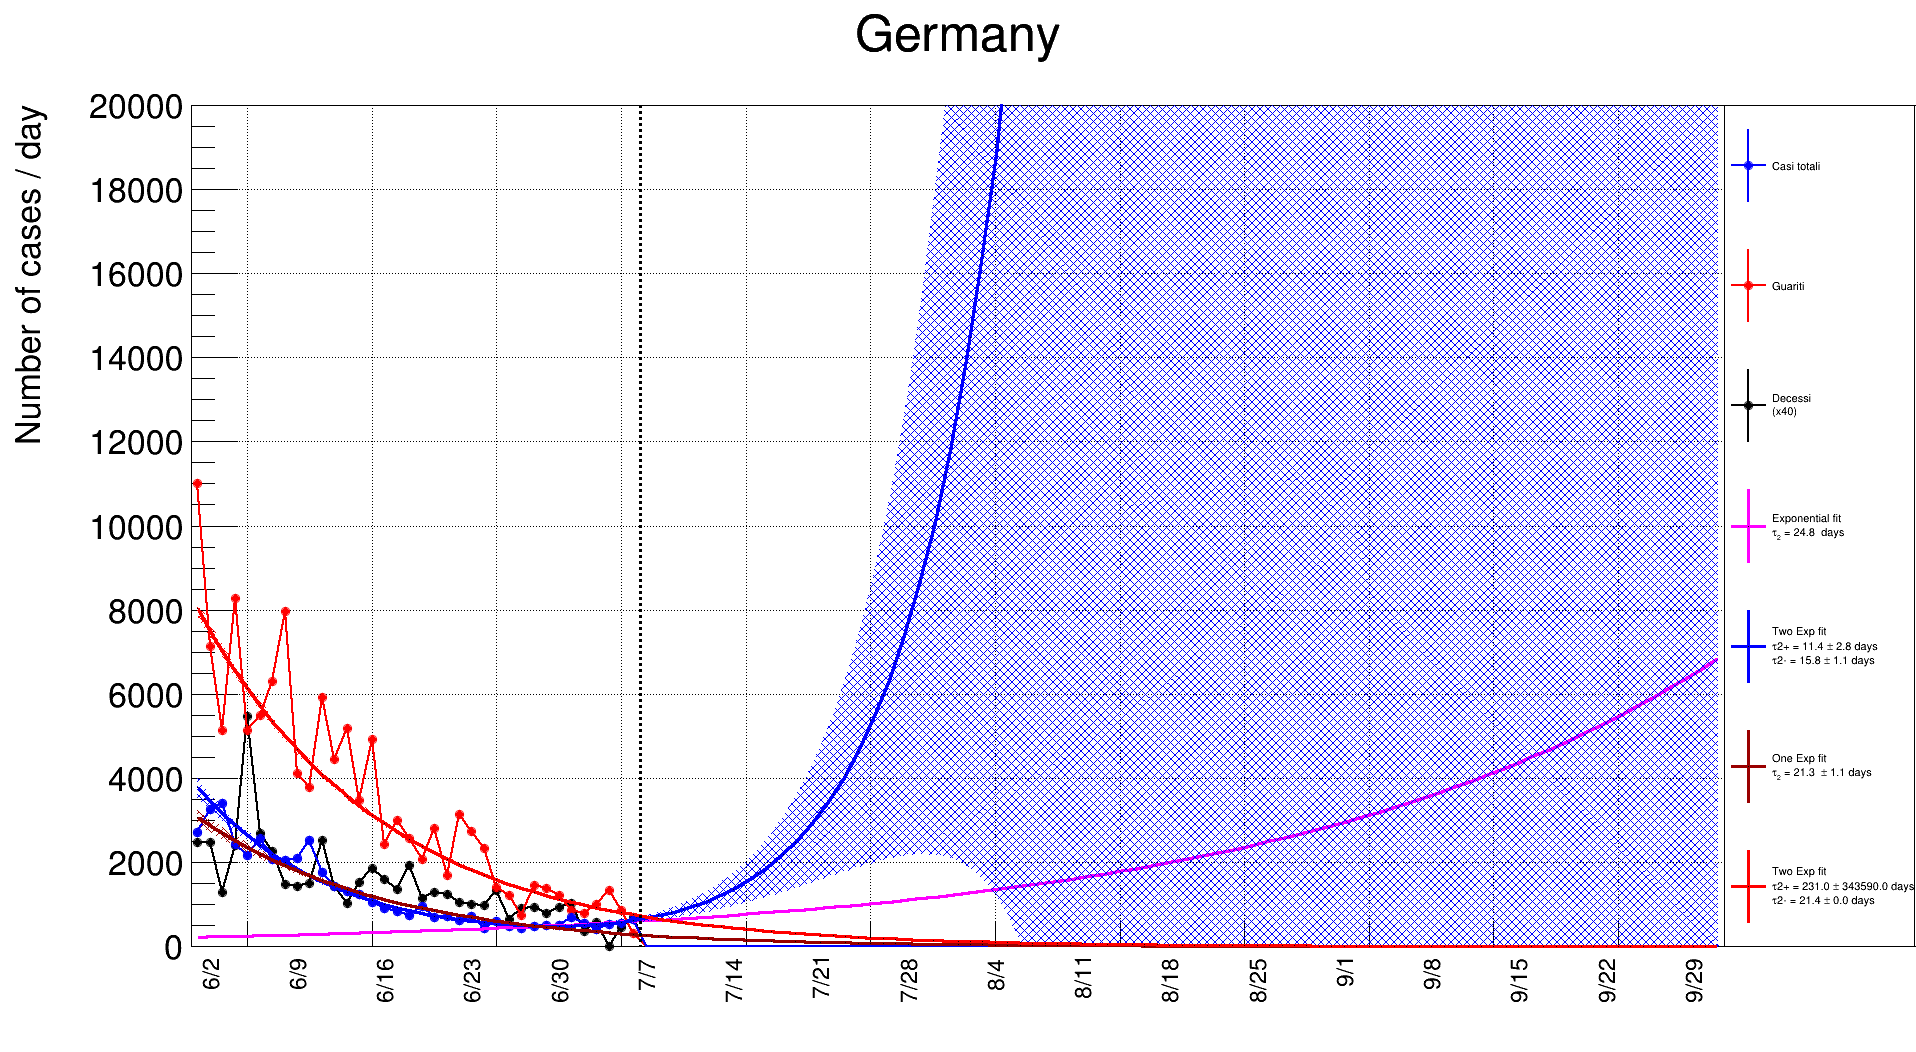 Germany
Number of cases / day
20000
18000
16000
14000
12000
10000
8000
6000
4000
2000
0
6/2
6/9
6/16
6/23
6/30
7/7
7/14
7/21
7/28
8/4
8/11
8/18
8/25
9/1
9/8
9/15
9/22
9/29
Casi totali
Guariti
Decessi
(x40)
Exponential fit
τ2 = 24.8 days
Two Exp fit
τ2+ = 11.4 ± 2.8 days
τ2- = 15.8 ± 1.1 days
One Exp fit
τ2 = 21.3 ± 1.1 days
Two Exp fit
τ2+ = 231.0 ± 343590.0 days
τ2- = 21.4 ± 0.0 days